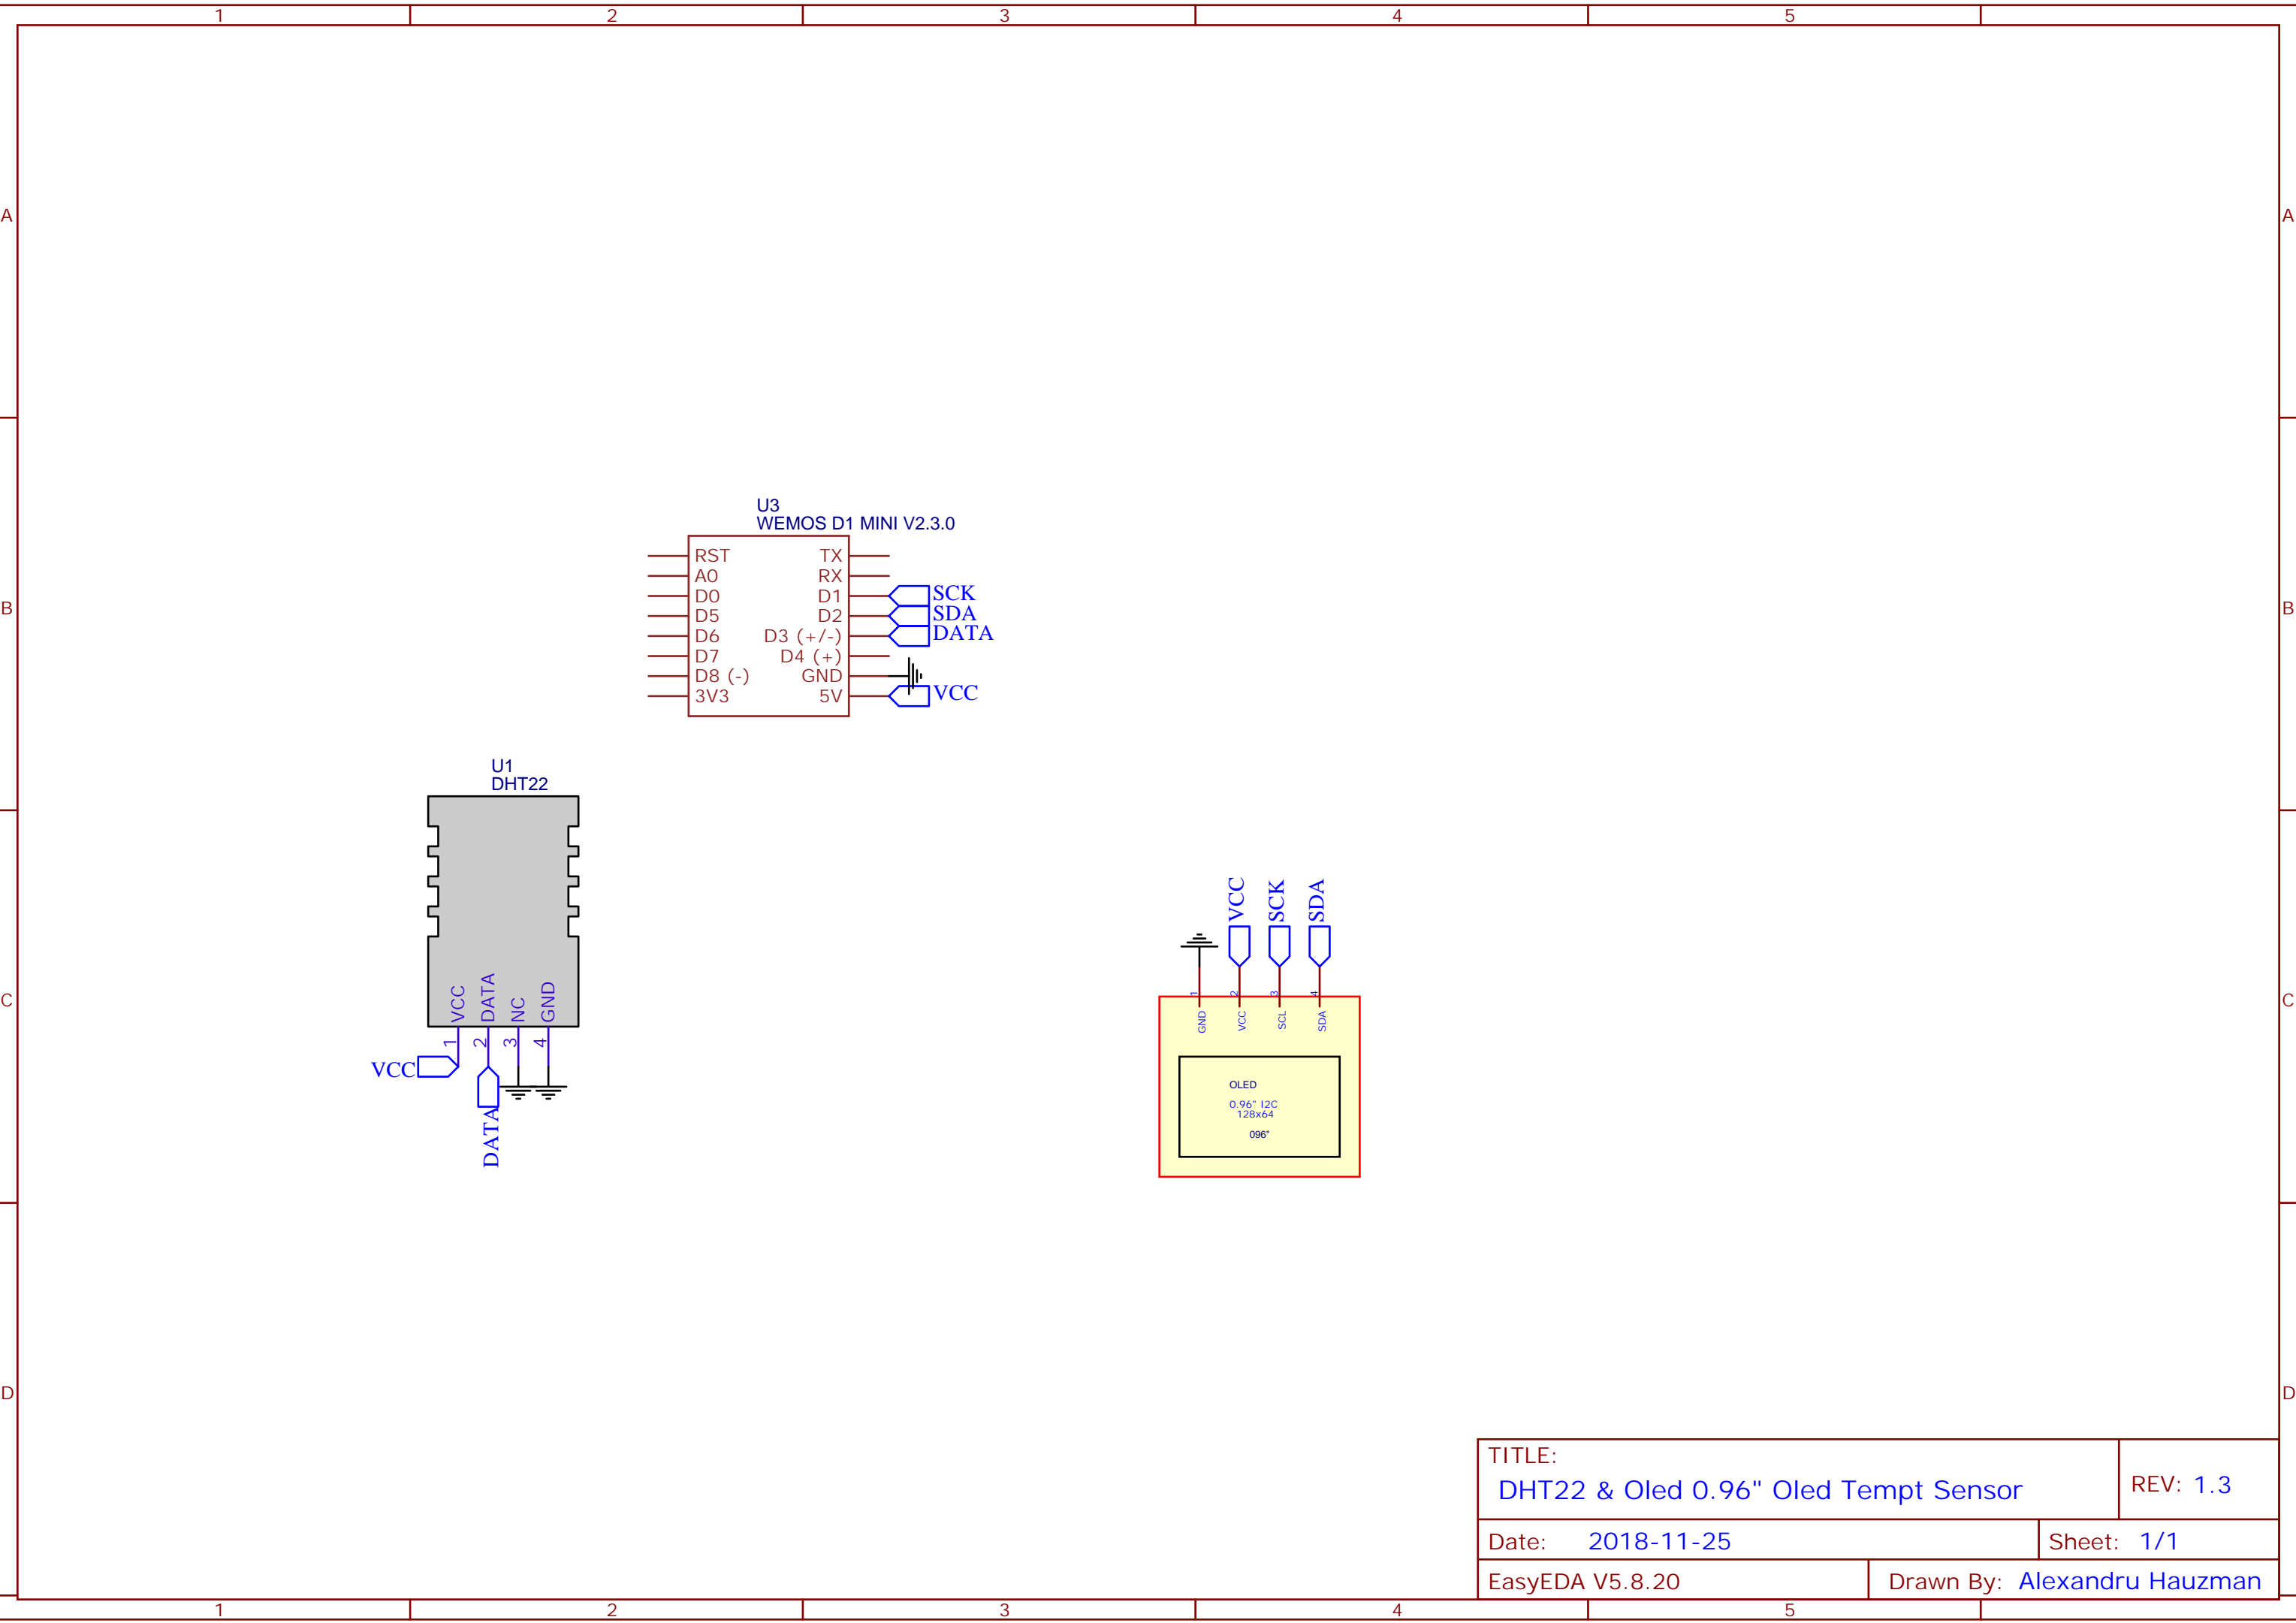 1 2 3 4 5
A A
U3
WEMOS D1 MINI V2.3.0
RST TX
A0 RX
D0 D1 SCK
D5 D2 SDA
D6 D3 (+/-) DATA
D7 D4 (+)
D8 (-) GND
3V3 5V VCC
B B
U1
DHT22
VCC DATA NC GND
1 2 3 4
VCC
DATA
VCC SCK SDA
1 2 3 4
GND VCC SCL SDA
OLED
0.96" I2C
128x64
096"
C C
D D
TITLE:
DHT22 & Oled 0.96" Oled Tempt Sensor
REV: 1.3
Date: 2018-11-25
Sheet: 1/1
EasyEDA V5.8.20
Drawn By: Alexandru Hauzman
1 2 3 4 5